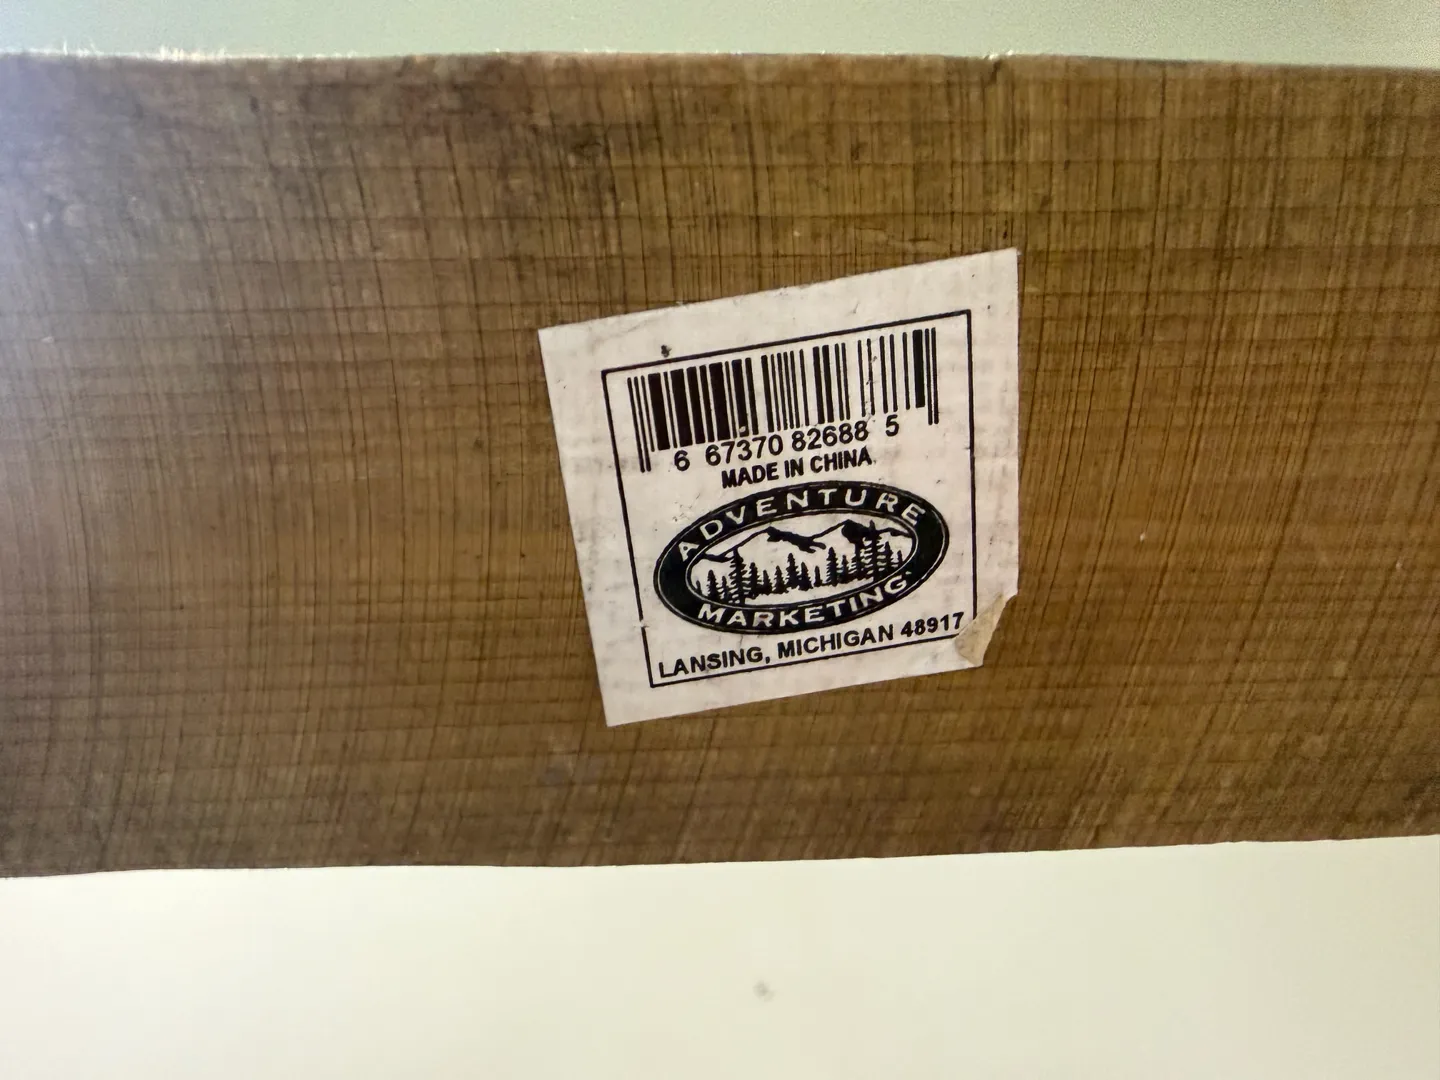 6 67370 82688 5
MADE IN CHINA
ADVENTURE
MARKETING
LANSING, MICHIGAN 48917